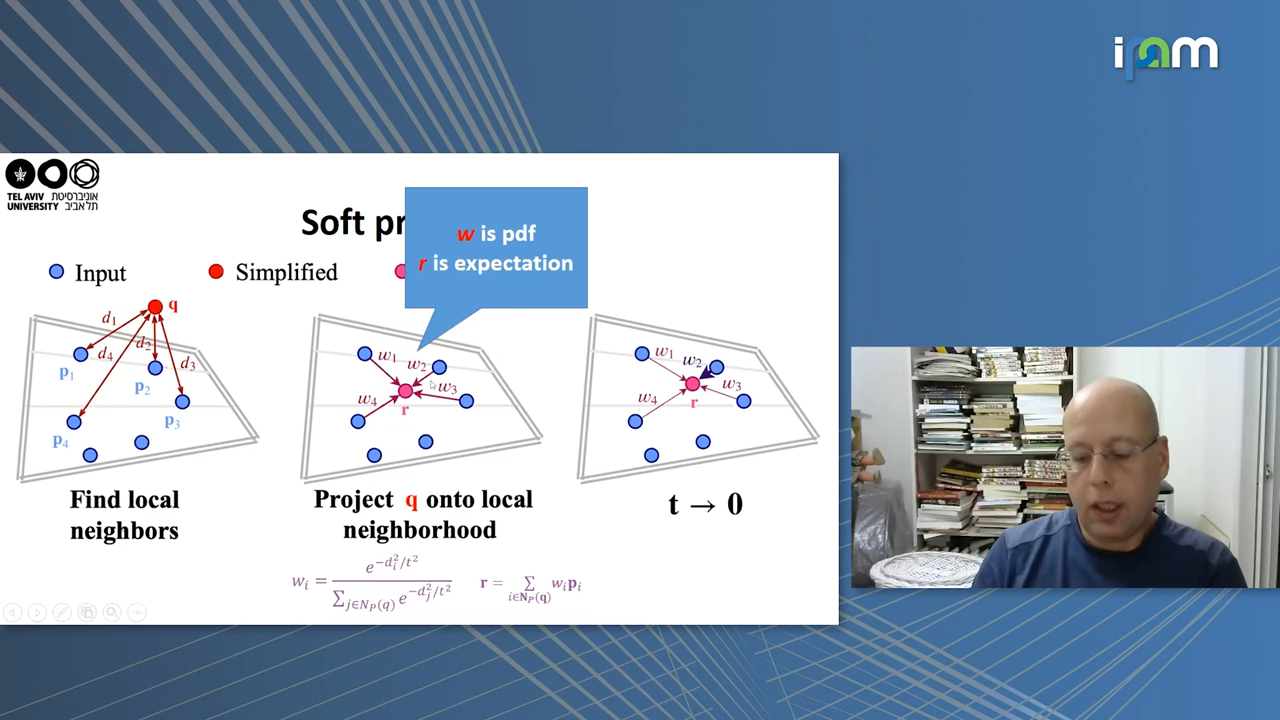 ipam
TEL AVIV אוניברסיטת
UNIVERSITY תל אביב
Soft pr
w is pdf
r is expectation
Input
Simplified
q
d₁
d₂
d₃
d₄
p₁
p₂
p₃
p₄
w₁
w₂
w₃
w₄
r
w₁
w₂
w₃
w₄
r
Find local
neighbors
Project q onto local
neighborhood
t → 0
wᵢ = e^{-dᵢ²/t²} / ∑_{j∈N_P(q)} e^{-dⱼ²/t²}
r = ∑_{i∈N_P(q)} wᵢpᵢ